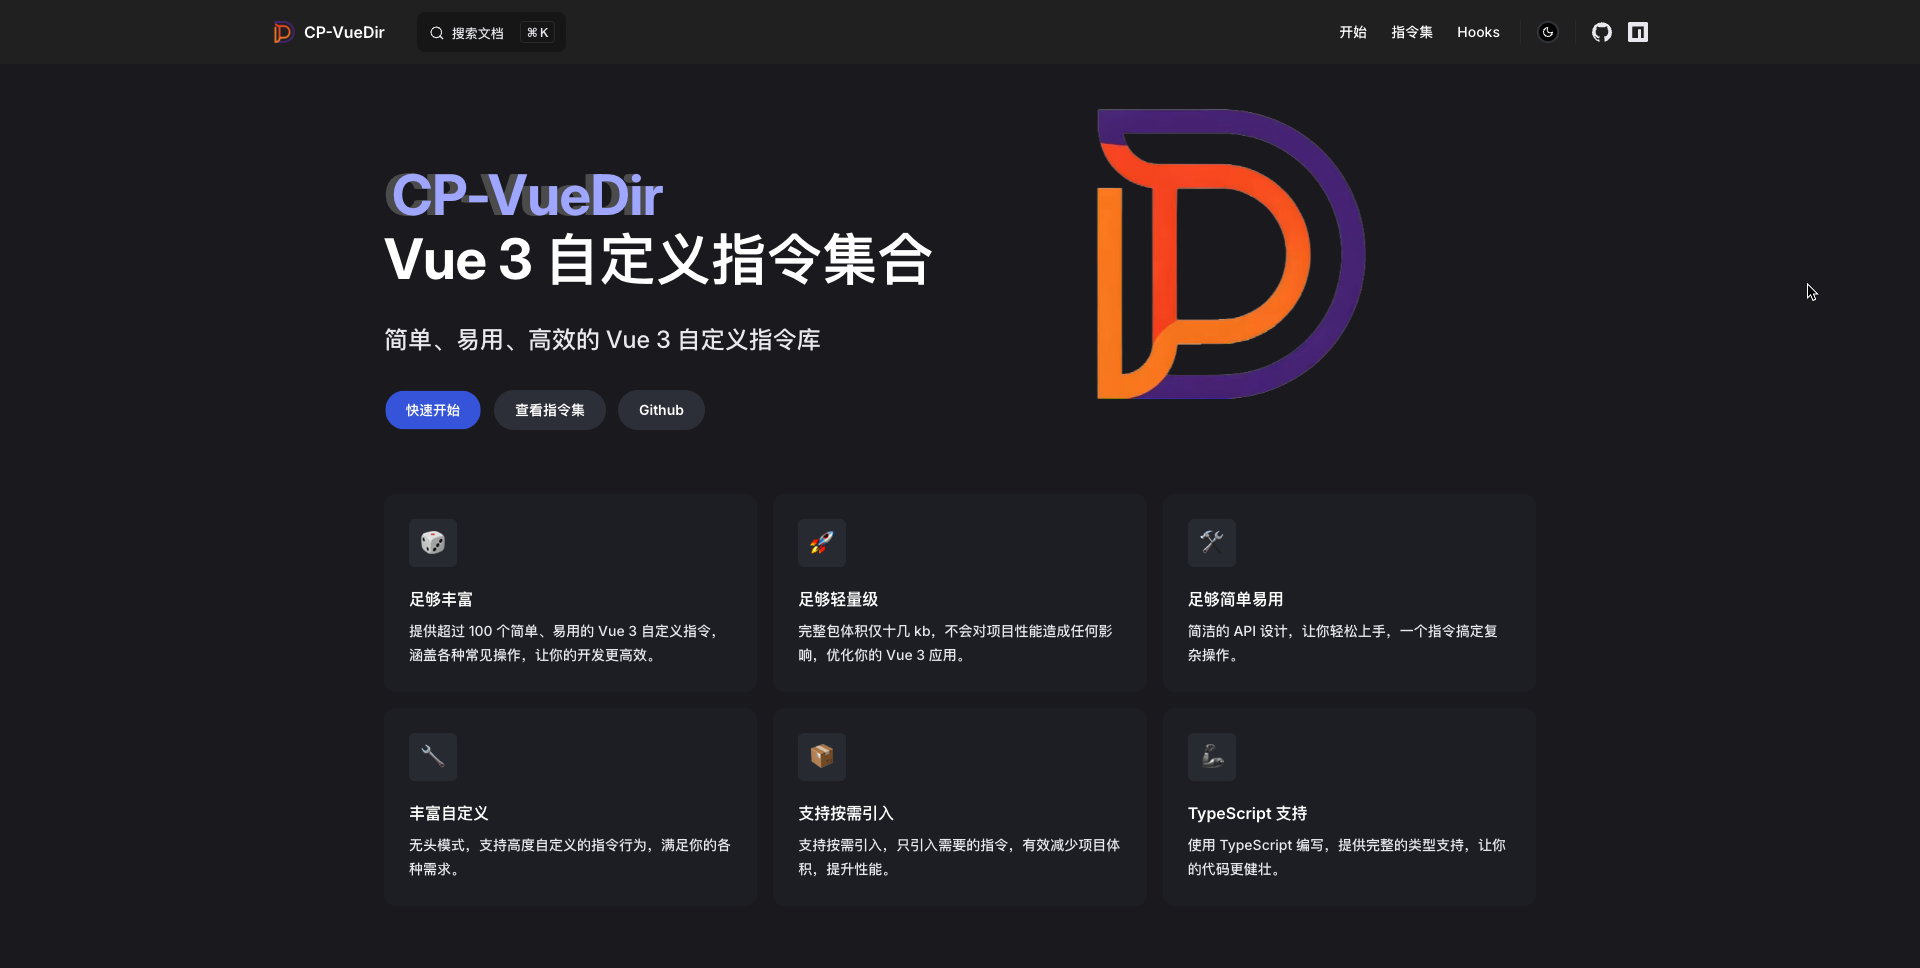 CP-VueDir
搜索文档
⌘ K
开始
指令集
Hooks
CP-VueDir
Vue 3 自定义指令集合
简单、易用、高效的 Vue 3 自定义指令库
快速开始
查看指令集
Github
足够丰富
提供超过 100 个简单、易用的 Vue 3 自定义指令，
涵盖各种常见操作，让你的开发更高效。
足够轻量级
完整包体积仅十几 kb，不会对项目性能造成任何影
响，优化你的 Vue 3 应用。
足够简单易用
简洁的 API 设计，让你轻松上手，一个指令搞定复
杂操作。
丰富自定义
无头模式，支持高度自定义的指令行为，满足你的各
种需求。
支持按需引入
支持按需引入，只引入需要的指令，有效减少项目体
积，提升性能。
TypeScript 支持
使用 TypeScript 编写，提供完整的类型支持，让你
的代码更健壮。